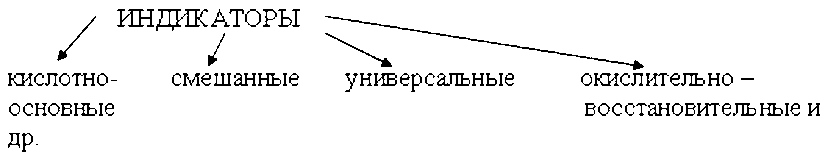 ИНДИКАТОРЫ
кислотно- смешанные универсальные окислительно –
основные восстановительные и
др.